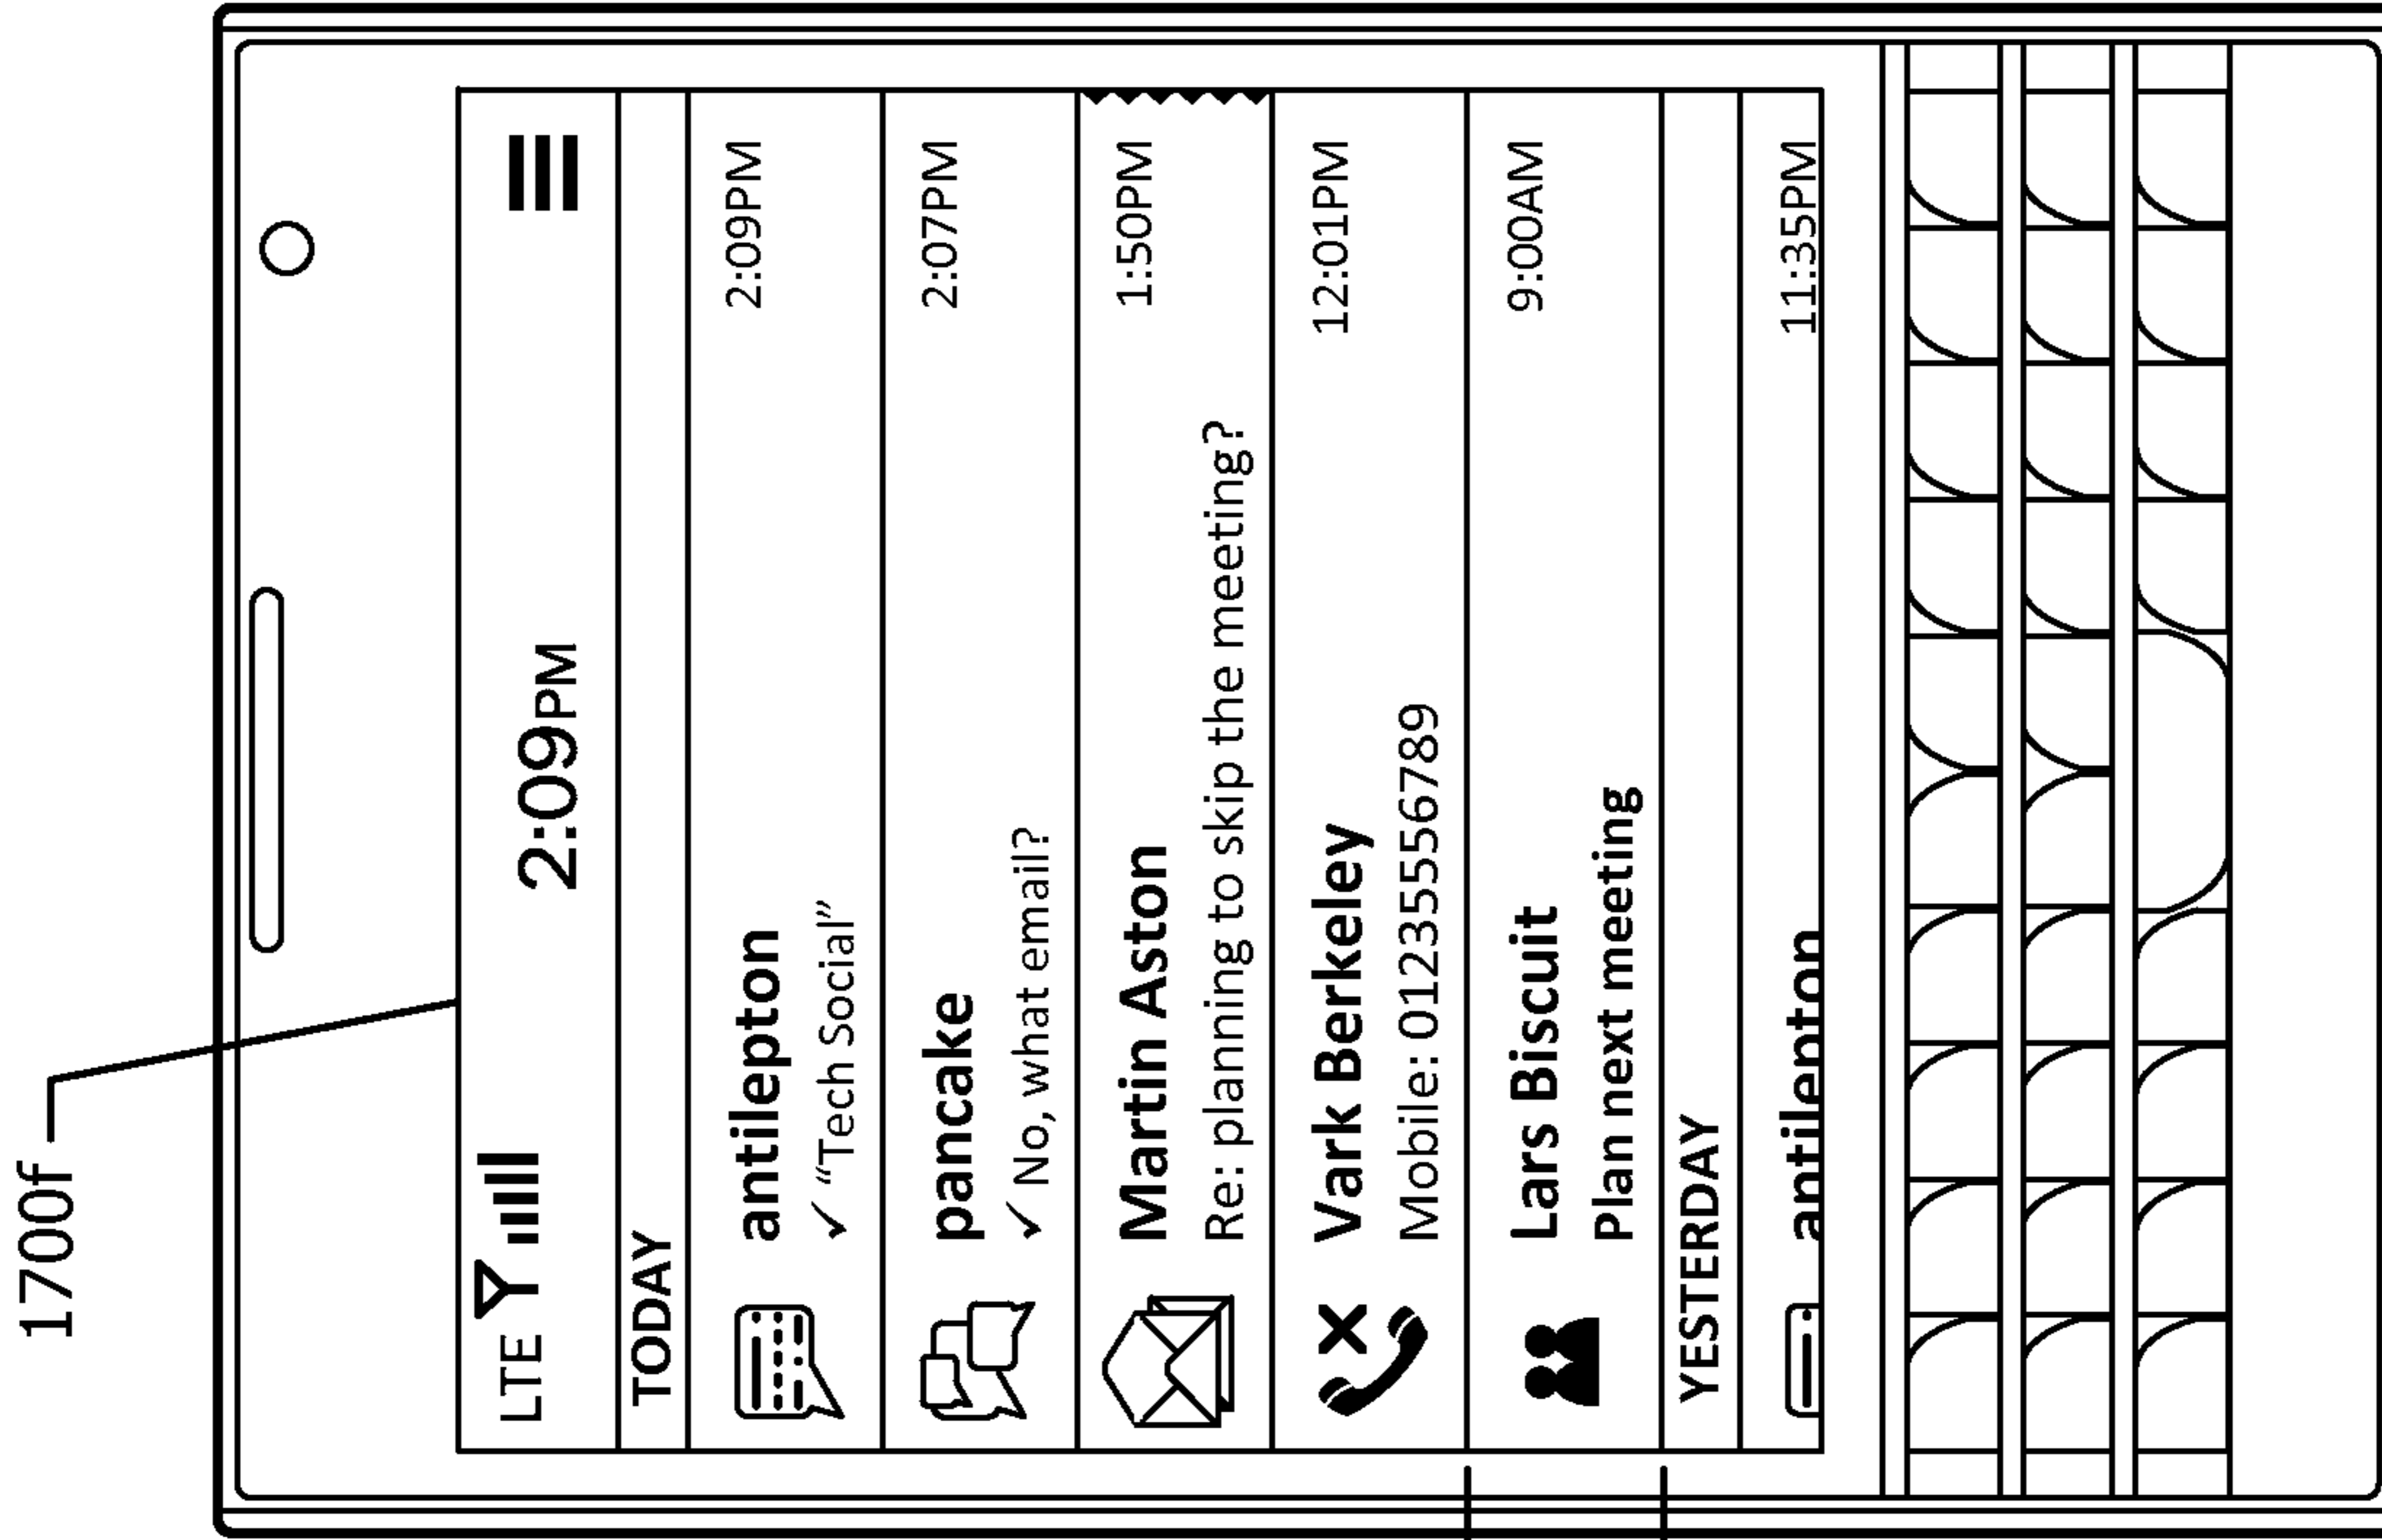 1700f
LTE 2:09PM
TODAY
antilepton 2:09PM
✓ “Tech Social”
pancake 2:07PM
✓ No, what email?
Martin Aston 1:50PM
Re: planning to skip the meeting?
Vark Berkeley 12:01PM
Mobile: 01235556789
Lars Biscuit 9:00AM
Plan next meeting
YESTERDAY
antilepton 11:35PM